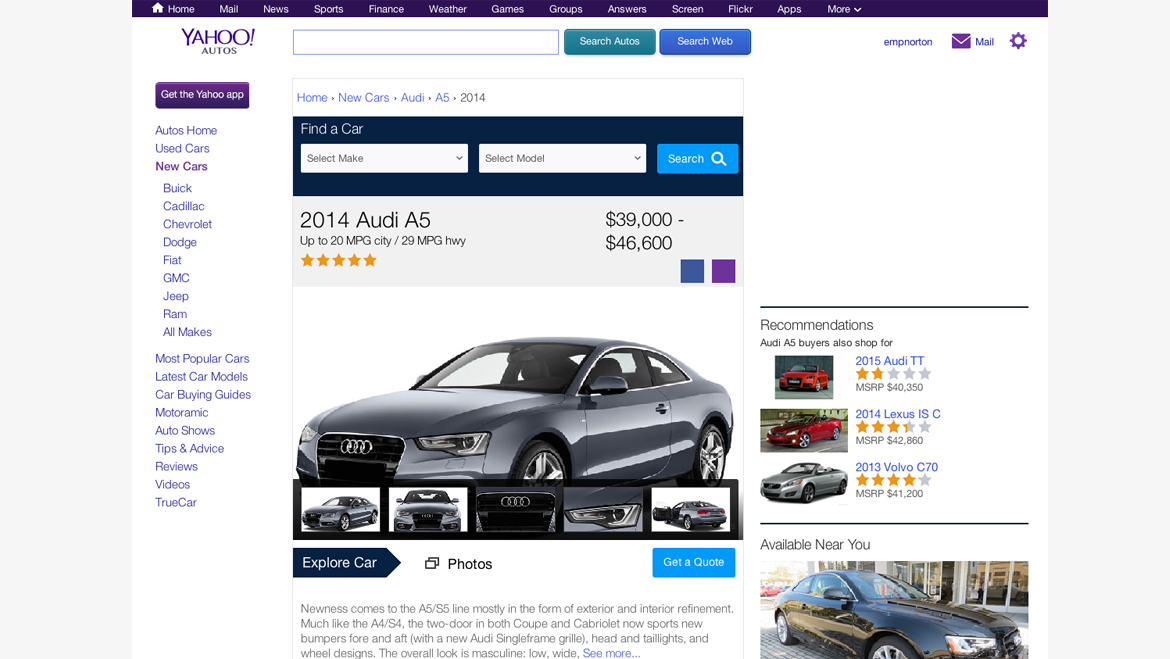 Home Mail News Sports Finance Weather Games Groups Answers Screen Flickr Apps More
YAHOO!
AUTOS
Search Autos
Search Web
empnorton
Mail
Get the Yahoo app
Autos Home
Used Cars
New Cars
Buick
Cadillac
Chevrolet
Dodge
Fiat
GMC
Jeep
Ram
All Makes
Most Popular Cars
Latest Car Models
Car Buying Guides
Motoramic
Auto Shows
Tips & Advice
Reviews
Videos
TrueCar
Home › New Cars › Audi › A5 › 2014
Find a Car
Select Make
Select Model
Search
2014 Audi A5
Up to 20 MPG city / 29 MPG hwy
$39,000 -
$46,600
Explore Car
Photos
Get a Quote
Newness comes to the A5/S5 line mostly in the form of exterior and interior refinement.
Much like the A4/S4, the two-door in both Coupe and Cabriolet now sports new
bumpers fore and aft (with a new Audi Singleframe grille), head and taillights, and
wheel designs. The overall look is masculine: low, wide, See more...
Recommendations
Audi A5 buyers also shop for
2015 Audi TT
MSRP $40,350
2014 Lexus IS C
MSRP $42,860
2013 Volvo C70
MSRP $41,200
Available Near You